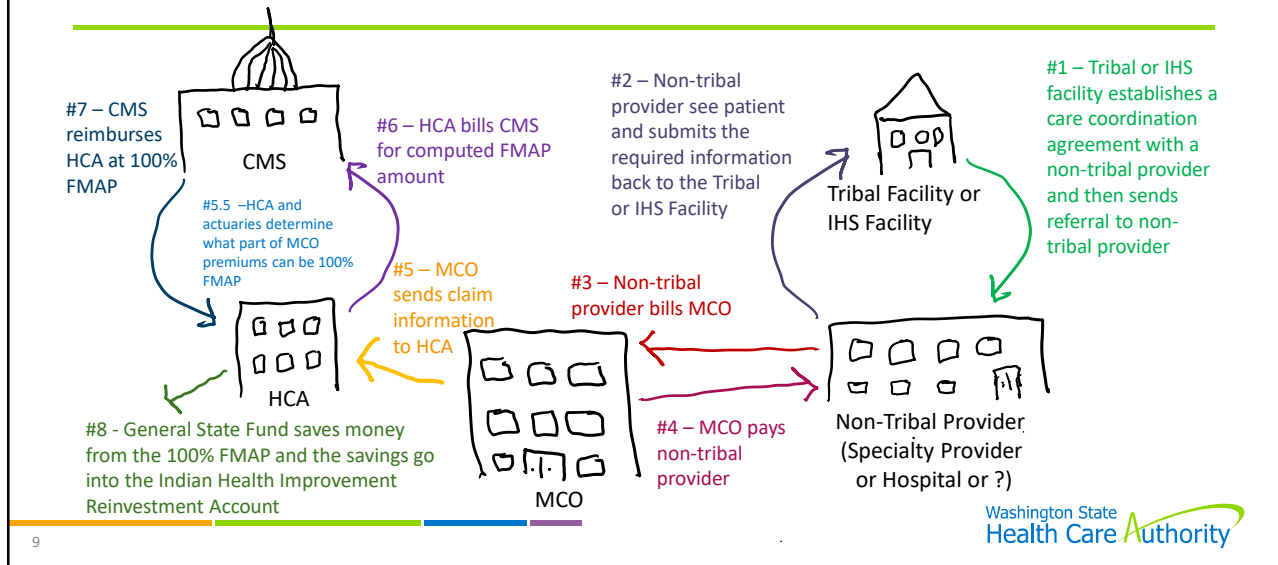 #7 – CMS
reimburses
HCA at 100%
FMAP
CMS
#6 – HCA bills CMS
for computed FMAP
amount
#5.5 –HCA and
actuaries determine
what part of MCO
premiums can be 100%
FMAP
#2 – Non-tribal
provider see patient
and submits the
required information
back to the Tribal
or IHS Facility
Tribal Facility or
IHS Facility
#1 – Tribal or IHS
facility establishes a
care coordination
agreement with a
non-tribal provider
and then sends
referral to non-
tribal provider
#5 – MCO
sends claim
information
to HCA
#3 – Non-tribal
provider bills MCO
HCA
#8 - General State Fund saves money
from the 100% FMAP and the savings go
into the Indian Health Improvement
Reinvestment Account
MCO
#4 – MCO pays
non-tribal
provider
Non-Tribal Provider
(Specialty Provider
or Hospital or ?)
9
Washington State
Health Care Authority